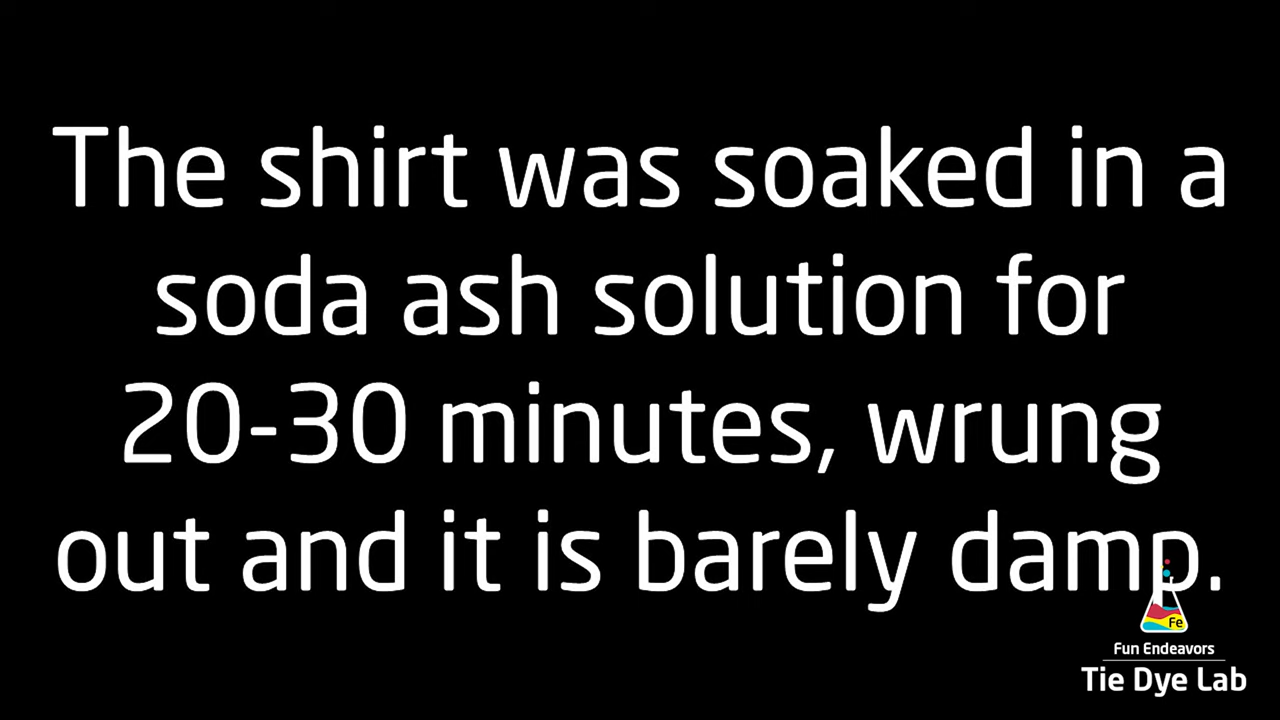 The shirt was soaked in a
soda ash solution for
20-30 minutes, wrung
out and it is barely damp.
Fe
Fun Endeavors
Tie Dye Lab